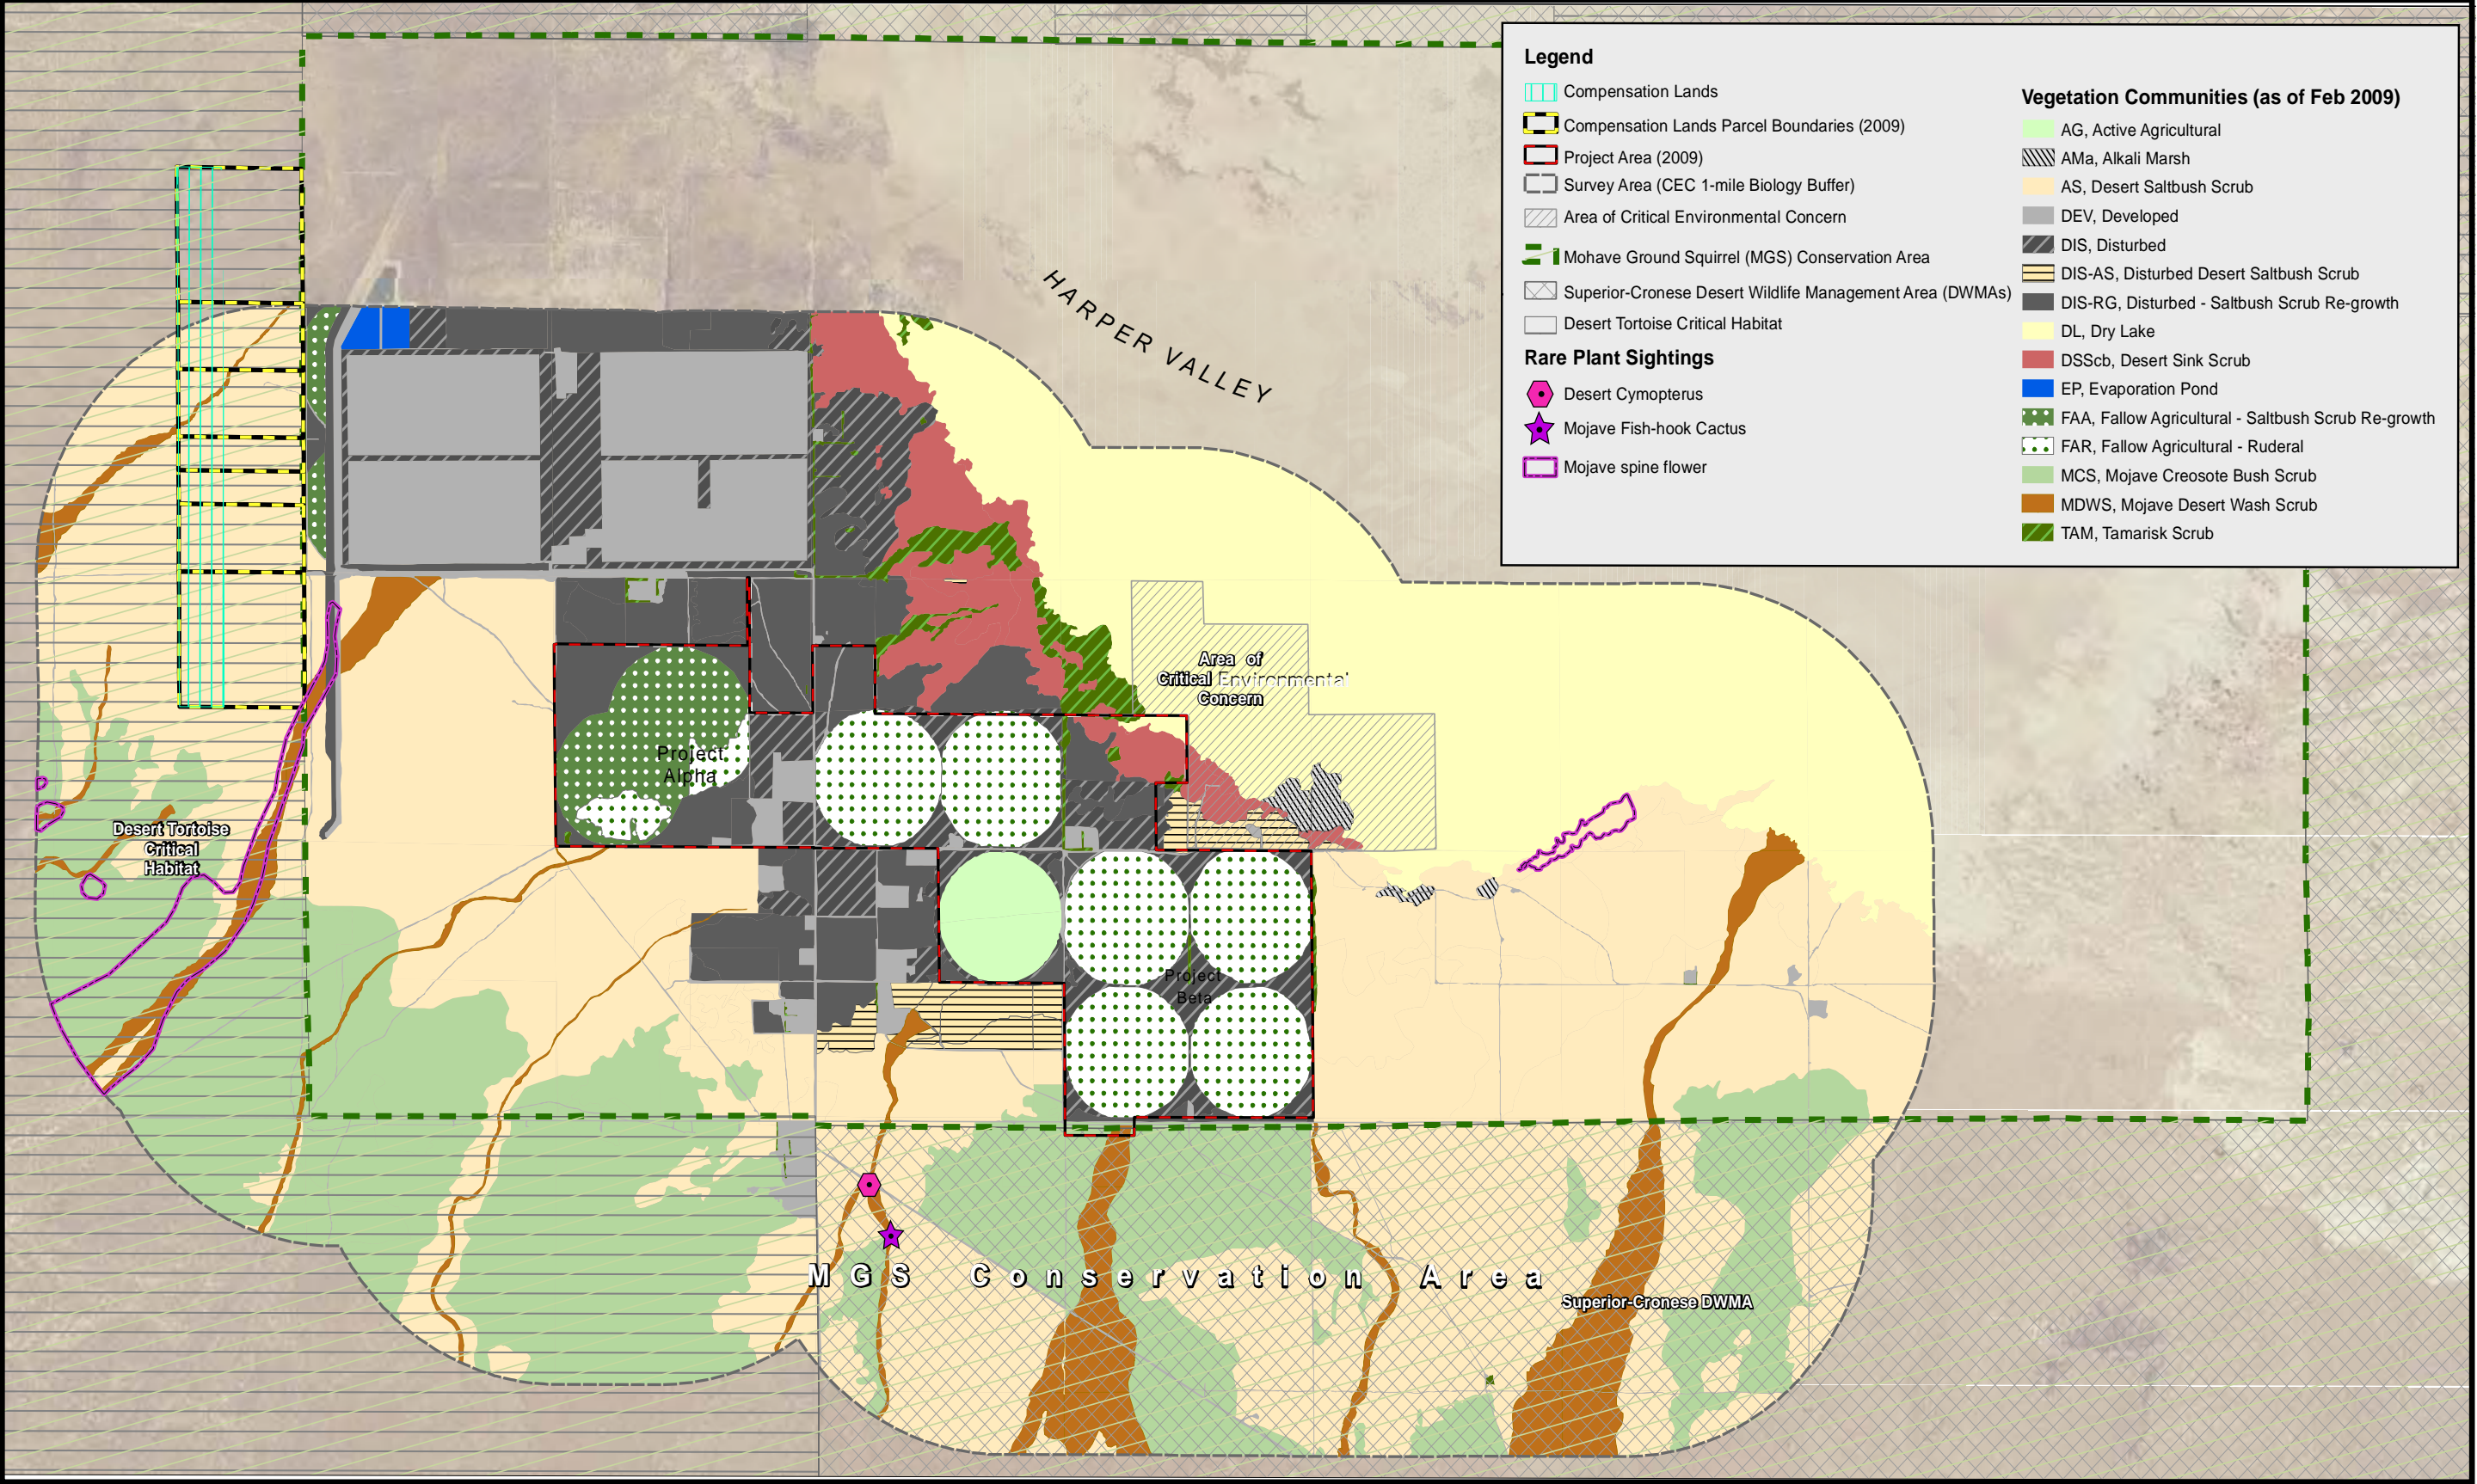 Legend
Compensation Lands
Compensation Lands Parcel Boundaries (2009)
Project Area (2009)
Survey Area (CEC 1-mile Biology Buffer)
Area of Critical Environmental Concern
Mohave Ground Squirrel (MGS) Conservation Area
Superior-Cronese Desert Wildlife Management Area (DWMAs)
Desert Tortoise Critical Habitat
Rare Plant Sightings
Desert Cymopterus
Mojave Fish-hook Cactus
Mojave spine flower
Vegetation Communities (as of Feb 2009)
AG, Active Agricultural
AMa, Alkali Marsh
AS, Desert Saltbush Scrub
DEV, Developed
DIS, Disturbed
DIS-AS, Disturbed Desert Saltbush Scrub
DIS-RG, Disturbed - Saltbush Scrub Re-growth
DL, Dry Lake
DSScb, Desert Sink Scrub
EP, Evaporation Pond
FAA, Fallow Agricultural - Saltbush Scrub Re-growth
FAR, Fallow Agricultural - Ruderal
MCS, Mojave Creosote Bush Scrub
MDWS, Mojave Desert Wash Scrub
TAM, Tamarisk Scrub
HARPER VALLEY
Area of
Critical Environmental
Concern
Project
Alpha
Desert Tortoise
Critical
Habitat
Project
Beta
MGS Conservation Area
Superior-Cronese DWMA